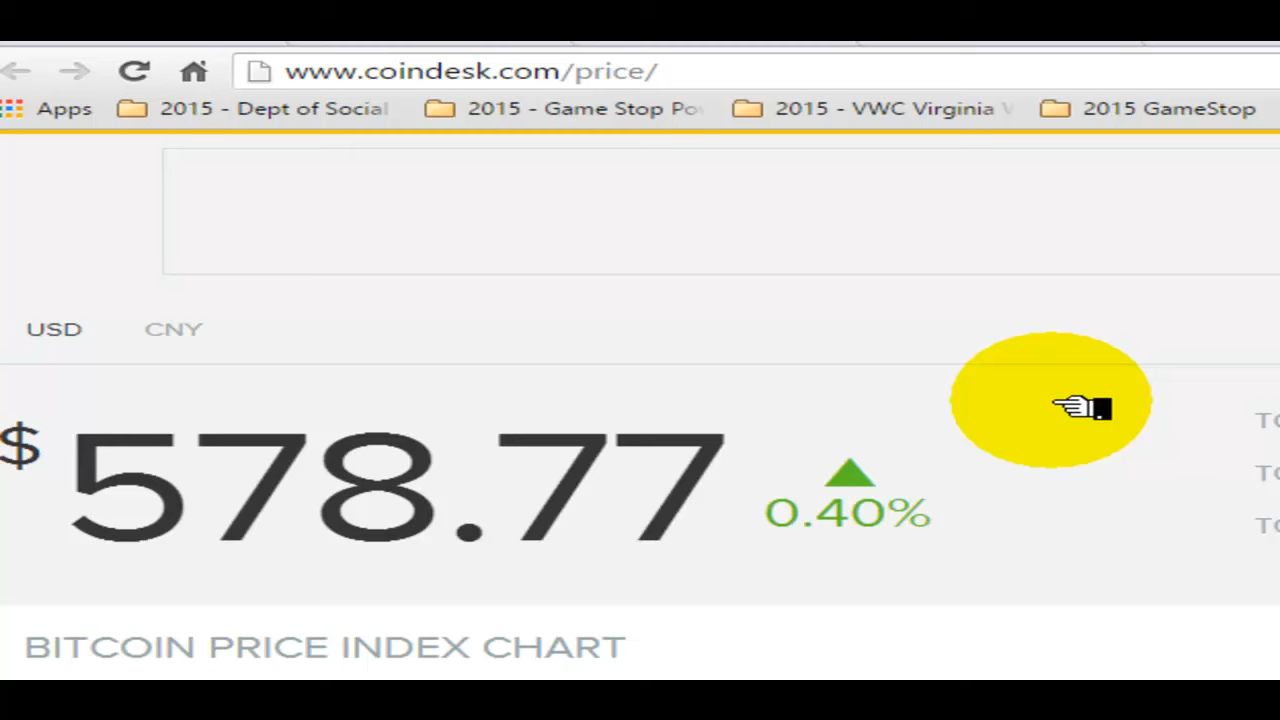 www.coindesk.com/price/
Apps 2015 - Dept of Social 2015 - Game Stop 2015 - VWC Virginia 2015 GameStop
USD CNY
$ 578.77 0.40%
BITCOIN PRICE INDEX CHART